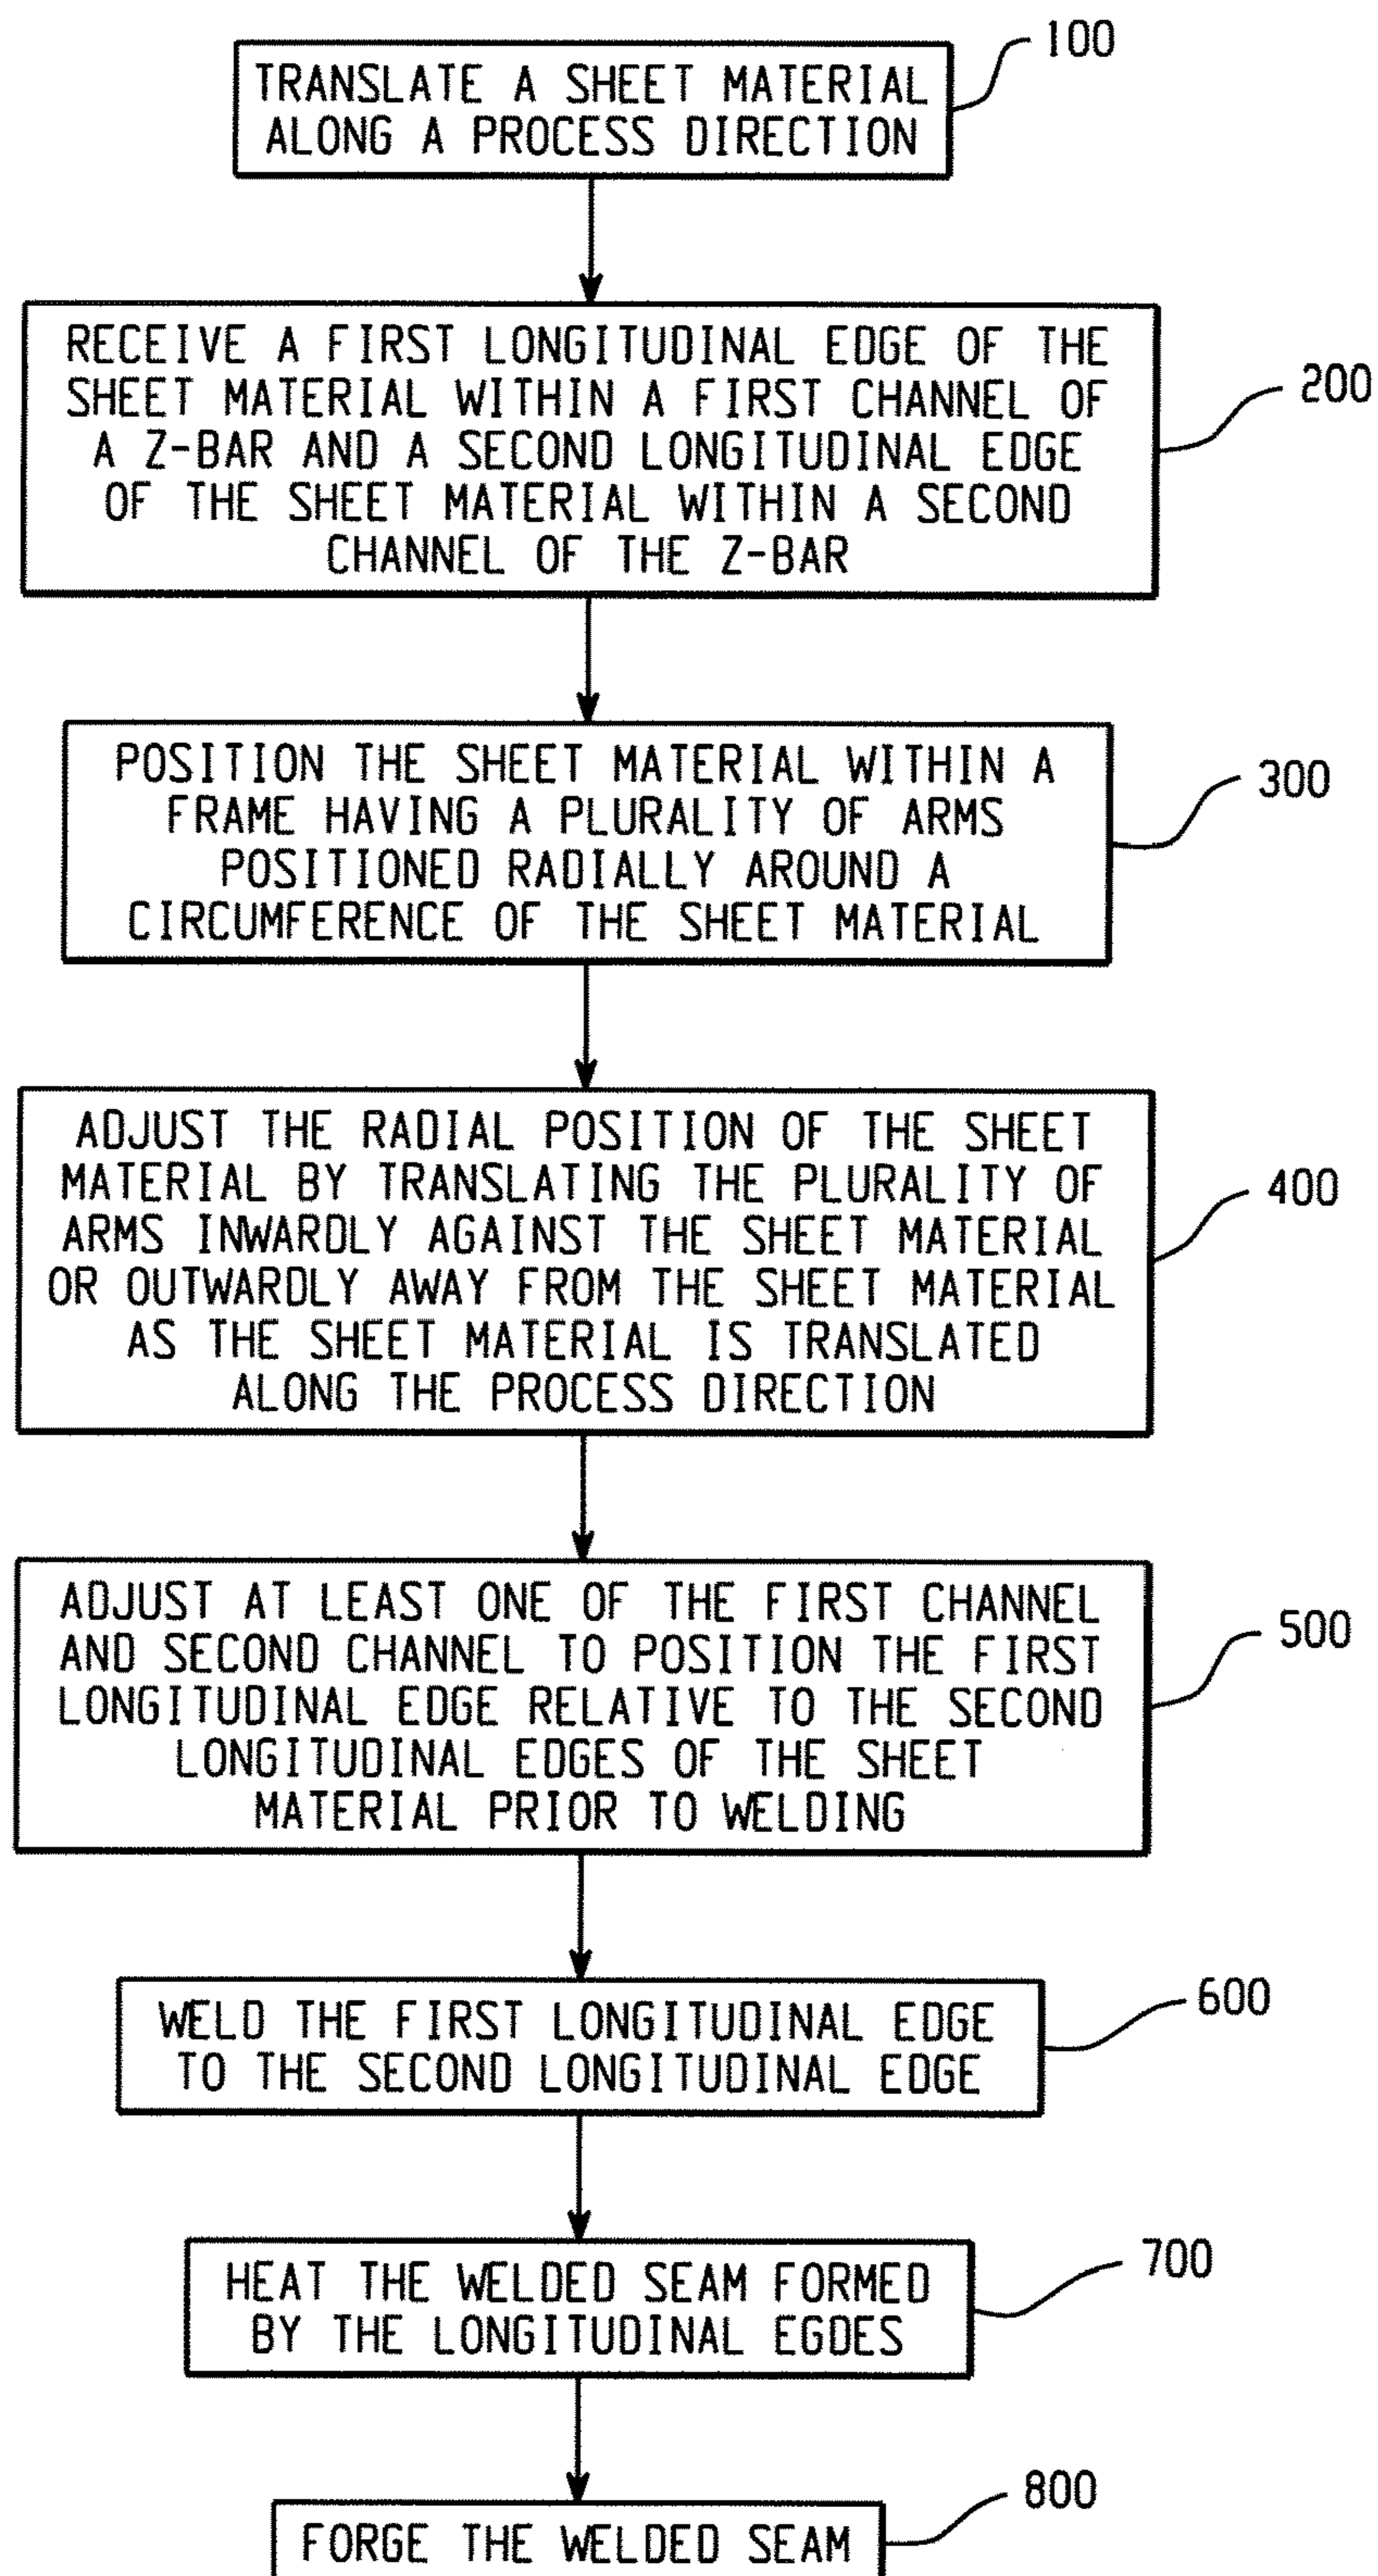 100
TRANSLATE A SHEET MATERIAL
ALONG A PROCESS DIRECTION
200
RECEIVE A FIRST LONGITUDINAL EDGE OF THE
SHEET MATERIAL WITHIN A FIRST CHANNEL OF
A Z-BAR AND A SECOND LONGITUDINAL EDGE
OF THE SHEET MATERIAL WITHIN A SECOND
CHANNEL OF THE Z-BAR
300
POSITION THE SHEET MATERIAL WITHIN A
FRAME HAVING A PLURALITY OF ARMS
POSITIONED RADIALLY AROUND A
CIRCUMFERENCE OF THE SHEET MATERIAL
400
ADJUST THE RADIAL POSITION OF THE SHEET
MATERIAL BY TRANSLATING THE PLURALITY OF
ARMS INWARDLY AGAINST THE SHEET MATERIAL
OR OUTWARDLY AWAY FROM THE SHEET MATERIAL
AS THE SHEET MATERIAL IS TRANSLATED
ALONG THE PROCESS DIRECTION
500
ADJUST AT LEAST ONE OF THE FIRST CHANNEL
AND SECOND CHANNEL TO POSITION THE FIRST
LONGITUDINAL EDGE RELATIVE TO THE SECOND
LONGITUDINAL EDGES OF THE SHEET
MATERIAL PRIOR TO WELDING
600
WELD THE FIRST LONGITUDINAL EDGE
TO THE SECOND LONGITUDINAL EDGE
700
HEAT THE WELDED SEAM FORMED
BY THE LONGITUDINAL EGDES
800
FORGE THE WELDED SEAM